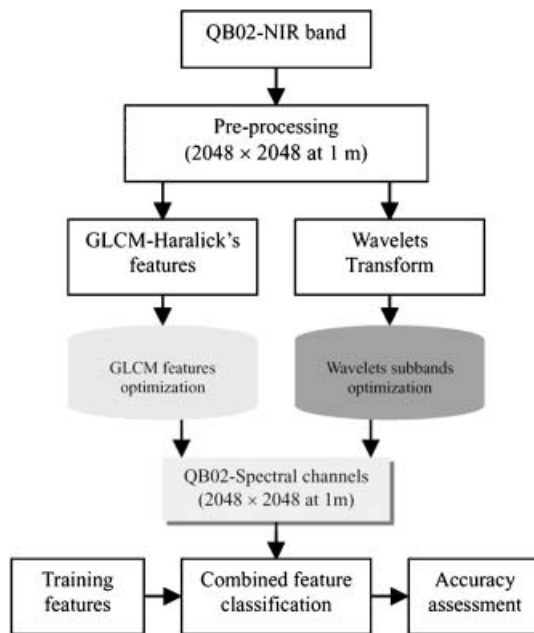 QB02-NIR band
Pre-processing
(2048 × 2048 at 1 m)
GLCM-Haralick's
features
Wavelets
Transform
GLCM features
optimization
Wavelets subbands
optimization
QB02-Spectral channels
(2048 × 2048 at 1m)
Training
features
Combined feature
classification
Accuracy
assessment